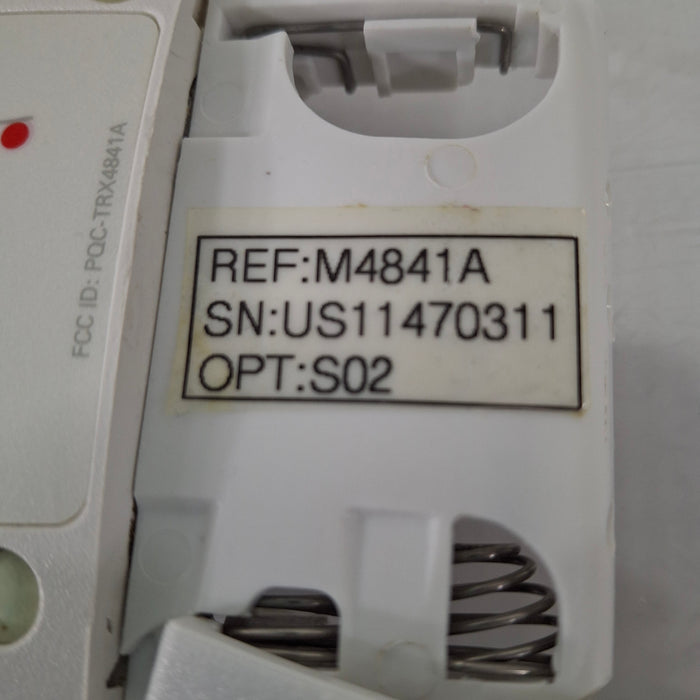 FCC ID: PQC-TRX4841A
REF:M4841A
SN:US11470311
OPT:S02